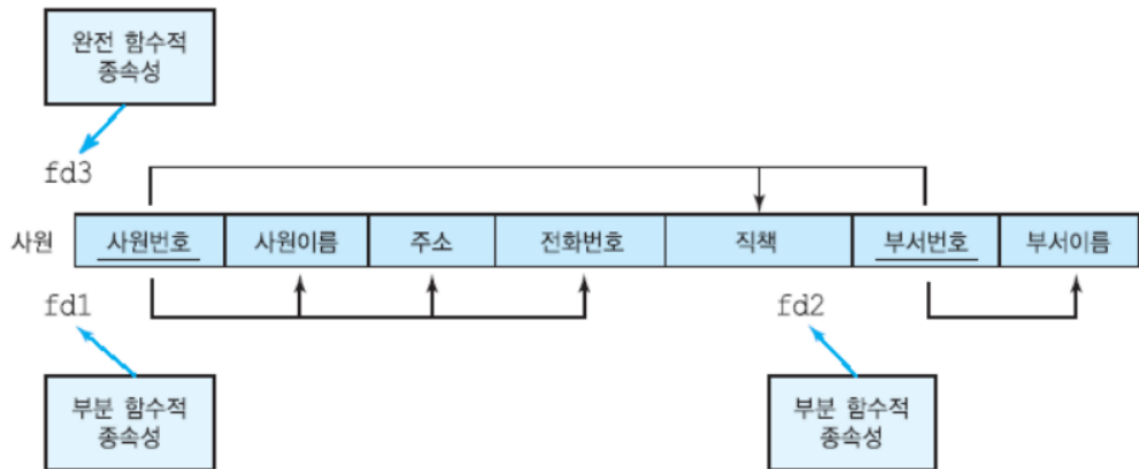 완전 함수적
종속성
fd3
사원 사원번호 사원이름 주소 전화번호 직책 부서번호 부서이름
fd1 fd2
부분 함수적 부분 함수적
종속성 종속성